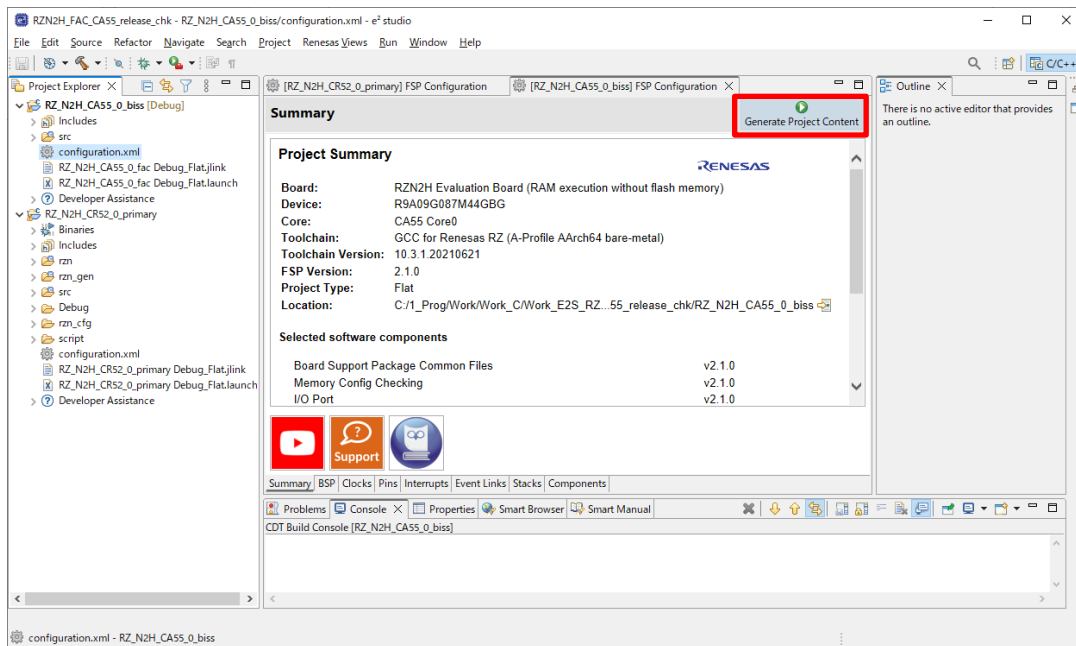 RZN2H_FAC_CA55_release_chk - RZ_N2H_CA55_0_biss/configuration.xml - e² studio
File Edit Source Refactor Navigate Search Project Renesas Views Run Window Help
C/C++
Project Explorer
RZ_N2H_CA55_0_biss [Debug]
Includes
src
configuration.xml
RZ_N2H_CA55_0_fac Debug_Flat.jlink
RZ_N2H_CA55_0_fac Debug_Flat.launch
Developer Assistance
RZ_N2H_CR52_0_primary
Binaries
Includes
rzn
rzn_gen
src
Debug
rzn_cfg
script
configuration.xml
RZ_N2H_CR52_0_primary Debug_Flat.jlink
RZ_N2H_CR52_0_primary Debug_Flat.launch
Developer Assistance
[RZ_N2H_CR52_0_primary] FSP Configuration
[RZ_N2H_CA55_0_biss] FSP Configuration
Summary
Generate Project Content
Project Summary
RENESAS
Board: RZN2H Evaluation Board (RAM execution without flash memory)
Device: R9A09G087M44GBG
Core: CA55 Core0
Toolchain: GCC for Renesas RZ (A-Profile AArch64 bare-metal)
Toolchain Version: 10.3.1.20210621
FSP Version: 2.1.0
Project Type: Flat
Location: C:/1_Prog/Work/Work_C/Work_E2S_RZ...55_release_chk/RZ_N2H_CA55_0_biss
Selected software components
Board Support Package Common Files v2.1.0
Memory Config Checking v2.1.0
I/O Port v2.1.0
Support
Summary BSP Clocks Pins Interrupts Event Links Stacks Components
Outline
There is no active editor that provides
an outline.
Problems Console Properties Smart Browser Smart Manual
CDT Build Console [RZ_N2H_CA55_0_biss]
configuration.xml - RZ_N2H_CA55_0_biss